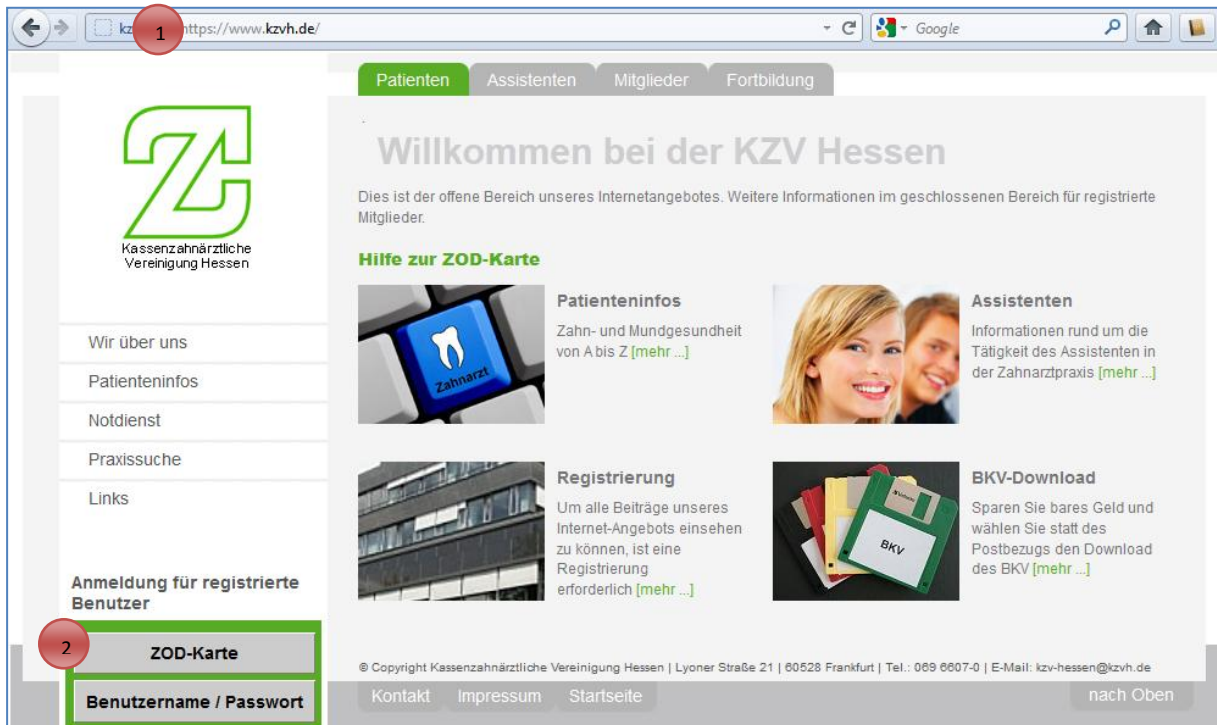 1
https://www.kzvh.de/
Google
Patienten
Assistenten
Mitglieder
Fortbildung
Kassenzahnärztliche
Vereinigung Hessen
Wir über uns
Patienteninfos
Notdienst
Praxissuche
Links
Anmeldung für registrierte
Benutzer
2
ZOD-Karte
Benutzername / Passwort
Willkommen bei der KZV Hessen
Dies ist der offene Bereich unseres Internetangebotes. Weitere Informationen im geschlossenen Bereich für registrierte
Mitglieder.
Hilfe zur ZOD-Karte
Zahnarzt
Patienteninfos
Zahn- und Mundgesundheit
von A bis Z [mehr ...]
Assistenten
Informationen rund um die
Tätigkeit des Assistenten in
der Zahnarztpraxis [mehr ...]
Registrierung
Um alle Beiträge unseres
Internet-Angebots einsehen
zu können, ist eine
Registrierung
erforderlich [mehr ...]
BKV
BKV-Download
Sparen Sie bares Geld und
wählen Sie statt des
Postbezugs den Download
des BKV [mehr ...]
© Copyright Kassenzahnärztliche Vereinigung Hessen | Lyoner Straße 21 | 60528 Frankfurt | Tel.: 069 6607-0 | E-Mail: kzv-hessen@kzvh.de
Kontakt
Impressum
Startseite
nach Oben